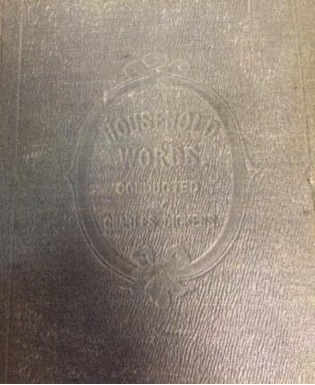 HOUSEHOLD
WORDS.
CONDUCTED
BY
CHARLES DICKENS